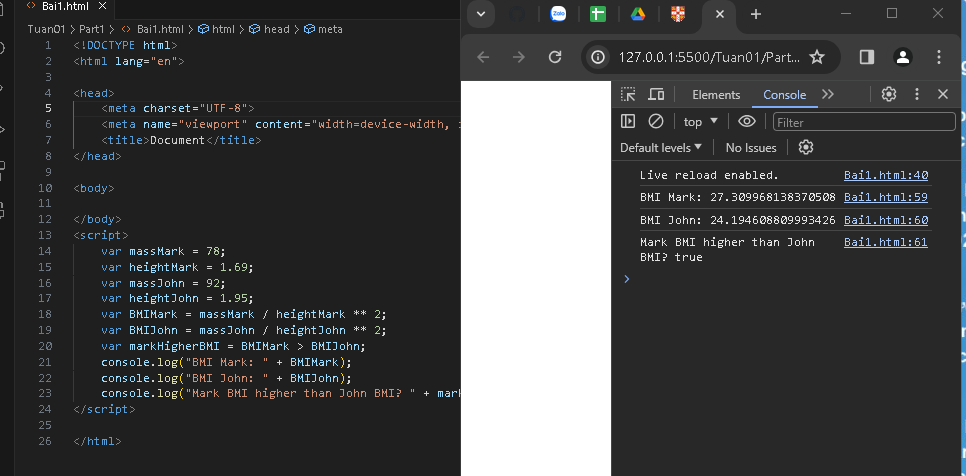 Bai1.html
Tuan01 > Part1 > Bai1.html > html > head > meta
1 <!DOCTYPE html>
2 <html lang="en">
3
4 <head>
5 <meta charset="UTF-8">
6 <meta name="viewport" content="width=device-width,
7 <title>Document</title>
8 </head>
9
10 <body>
11
12 </body>
13 <script>
14 var massMark = 78;
15 var heightMark = 1.69;
16 var massJohn = 92;
17 var heightJohn = 1.95;
18 var BMIMark = massMark / heightMark ** 2;
19 var BMIJohn = massJohn / heightJohn ** 2;
20 var markHigherBMI = BMIMark > BMIJohn;
21 console.log("BMI Mark: " + BMIMark);
22 console.log("BMI John: " + BMIJohn);
23 console.log("Mark BMI higher than John BMI? " + mark
24 </script>
25
26 </html>
Zalo
127.0.0.1:5500/Tuan01/Part...
Elements Console
top Filter
Default levels No Issues
Live reload enabled. Bai1.html:40
BMI Mark: 27.309968138370508 Bai1.html:59
BMI John: 24.194608809993426 Bai1.html:60
Mark BMI higher than John Bai1.html:61
BMI? true